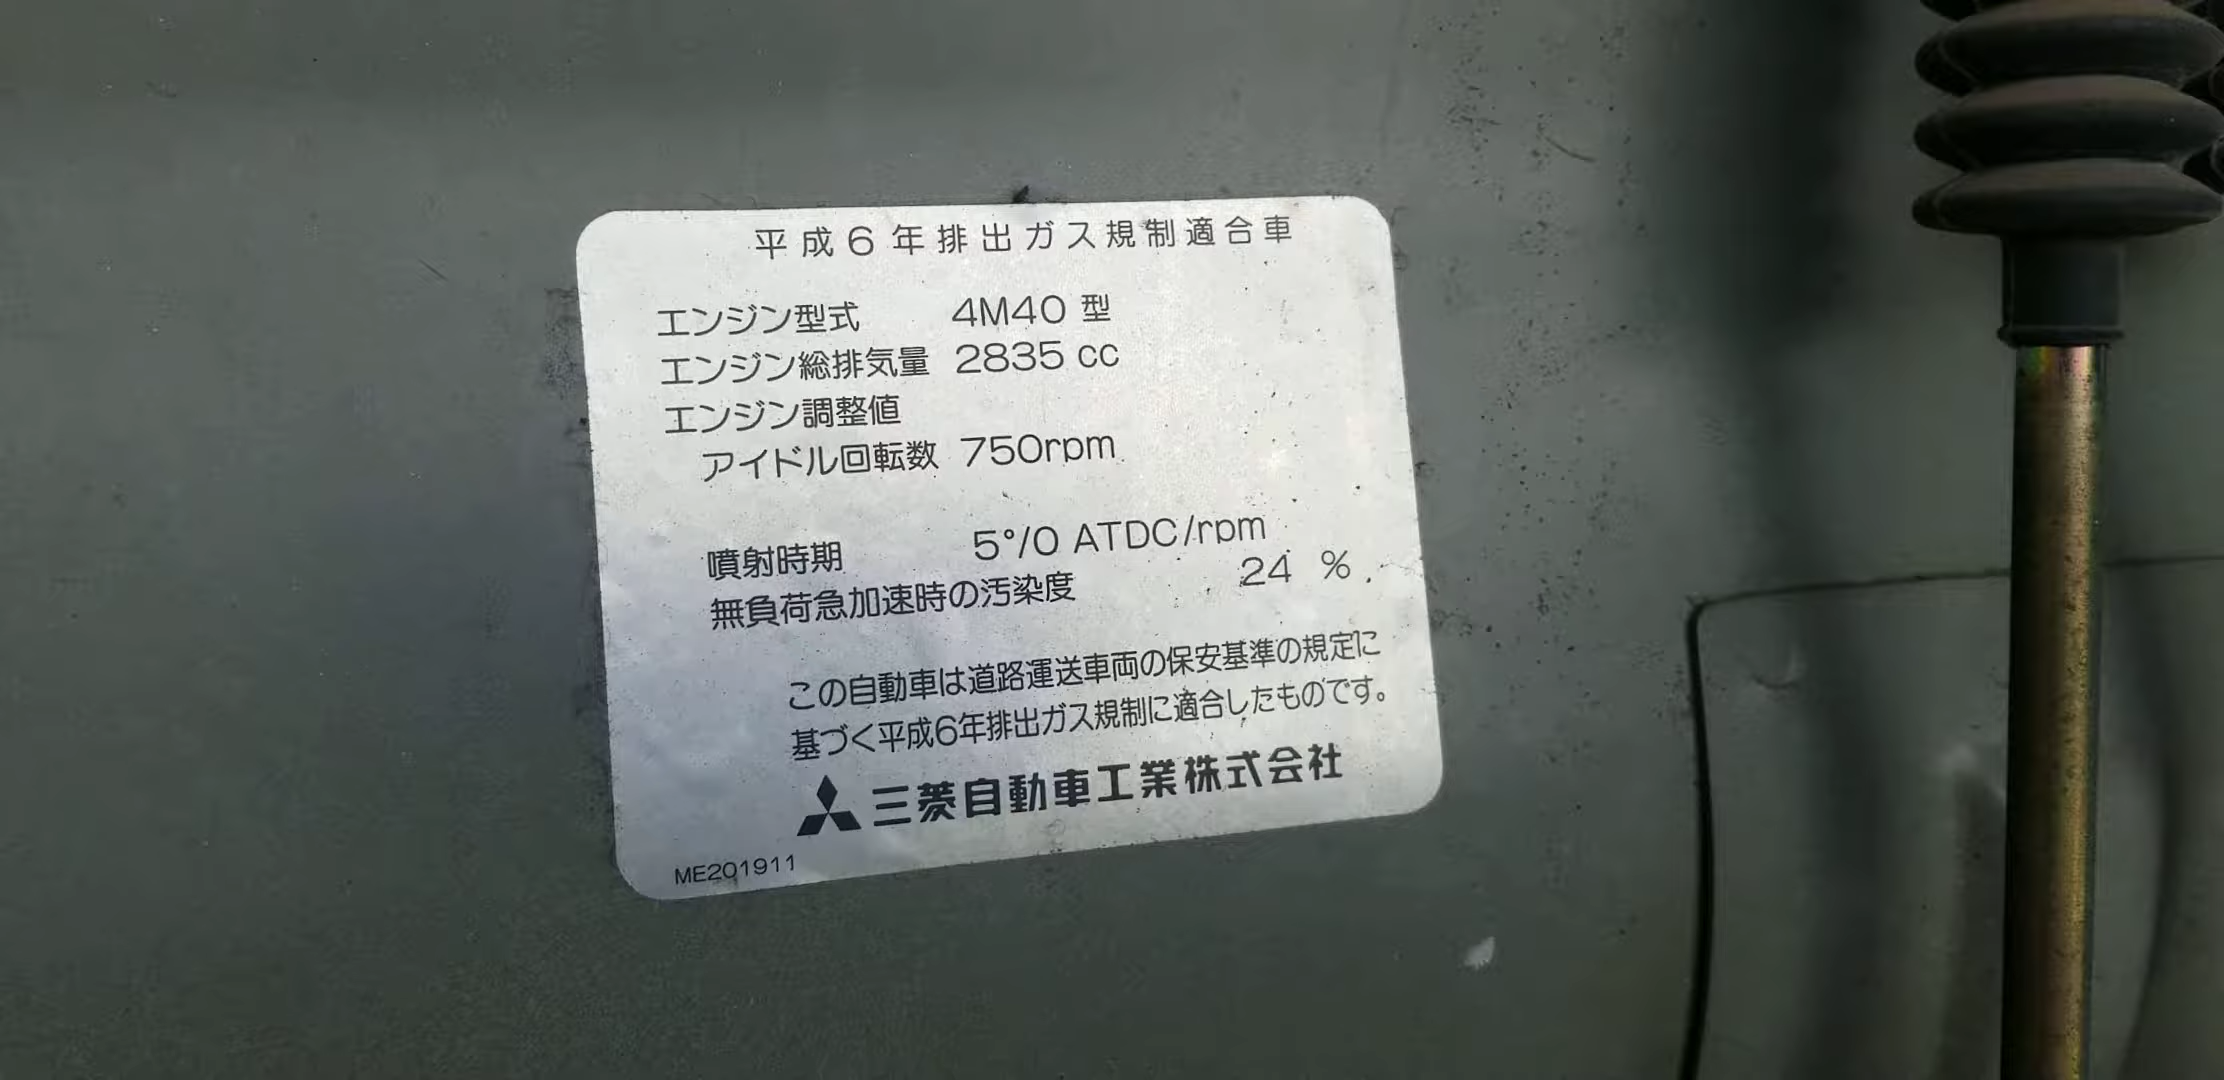 平成6年排出ガス規制適合車
エンジン型式 4M40 型
エンジン総排気量 2835 cc
エンジン調整値
アイドル回転数 750rpm
噴射時期 5°/0 ATDC/rpm
無負荷急加速時の汚染度 24 %
この自動車は道路運送車両の保安基準の規定に
基づく平成6年排出ガス規制に適合したものです。
三菱自動車工業株式会社
ME201911